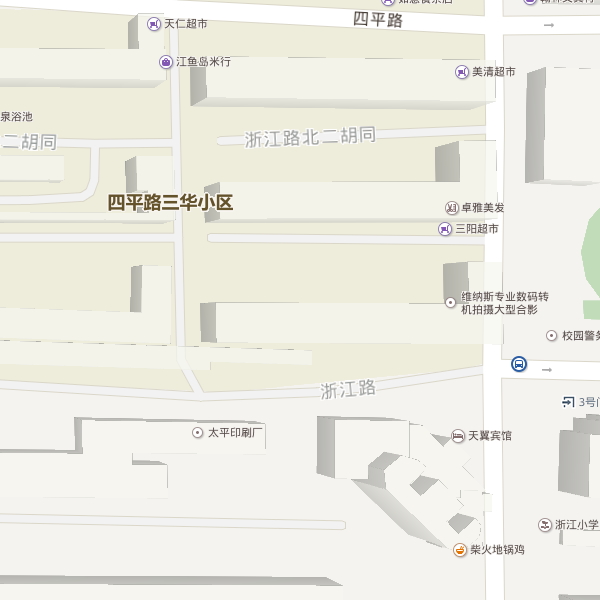 四平路
天仁超市
江鱼岛米行
美清超市
泉浴池
二胡同
浙江路北二胡同
四平路三华小区
卓雅美发
三阳超市
维纳斯专业数码转
机拍摄大型合影
校园警务
浙江路
3号门
太平印刷厂
天翼宾馆
浙江小学
柴火地锅鸡